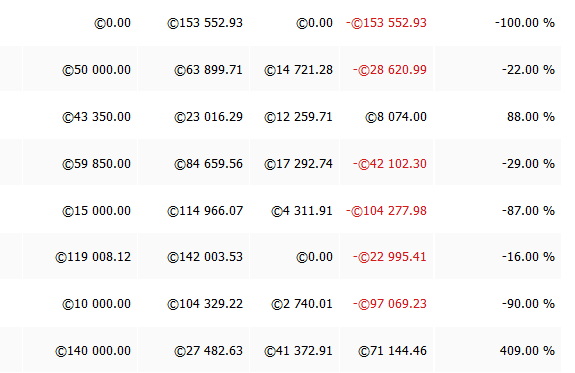 ©0.00 ©153 552.93 ©0.00 -©153 552.93 -100.00 %
©50 000.00 ©63 899.71 ©14 721.28 -©28 620.99 -22.00 %
©43 350.00 ©23 016.29 ©12 259.71 ©8 074.00 88.00 %
©59 850.00 ©84 659.56 ©17 292.74 -©42 102.30 -29.00 %
©15 000.00 ©114 966.07 ©4 311.91 -©104 277.98 -87.00 %
©119 008.12 ©142 003.53 ©0.00 -©22 995.41 -16.00 %
©10 000.00 ©104 329.22 ©2 740.01 -©97 069.23 -90.00 %
©140 000.00 ©27 482.63 ©41 372.91 ©71 144.46 409.00 %